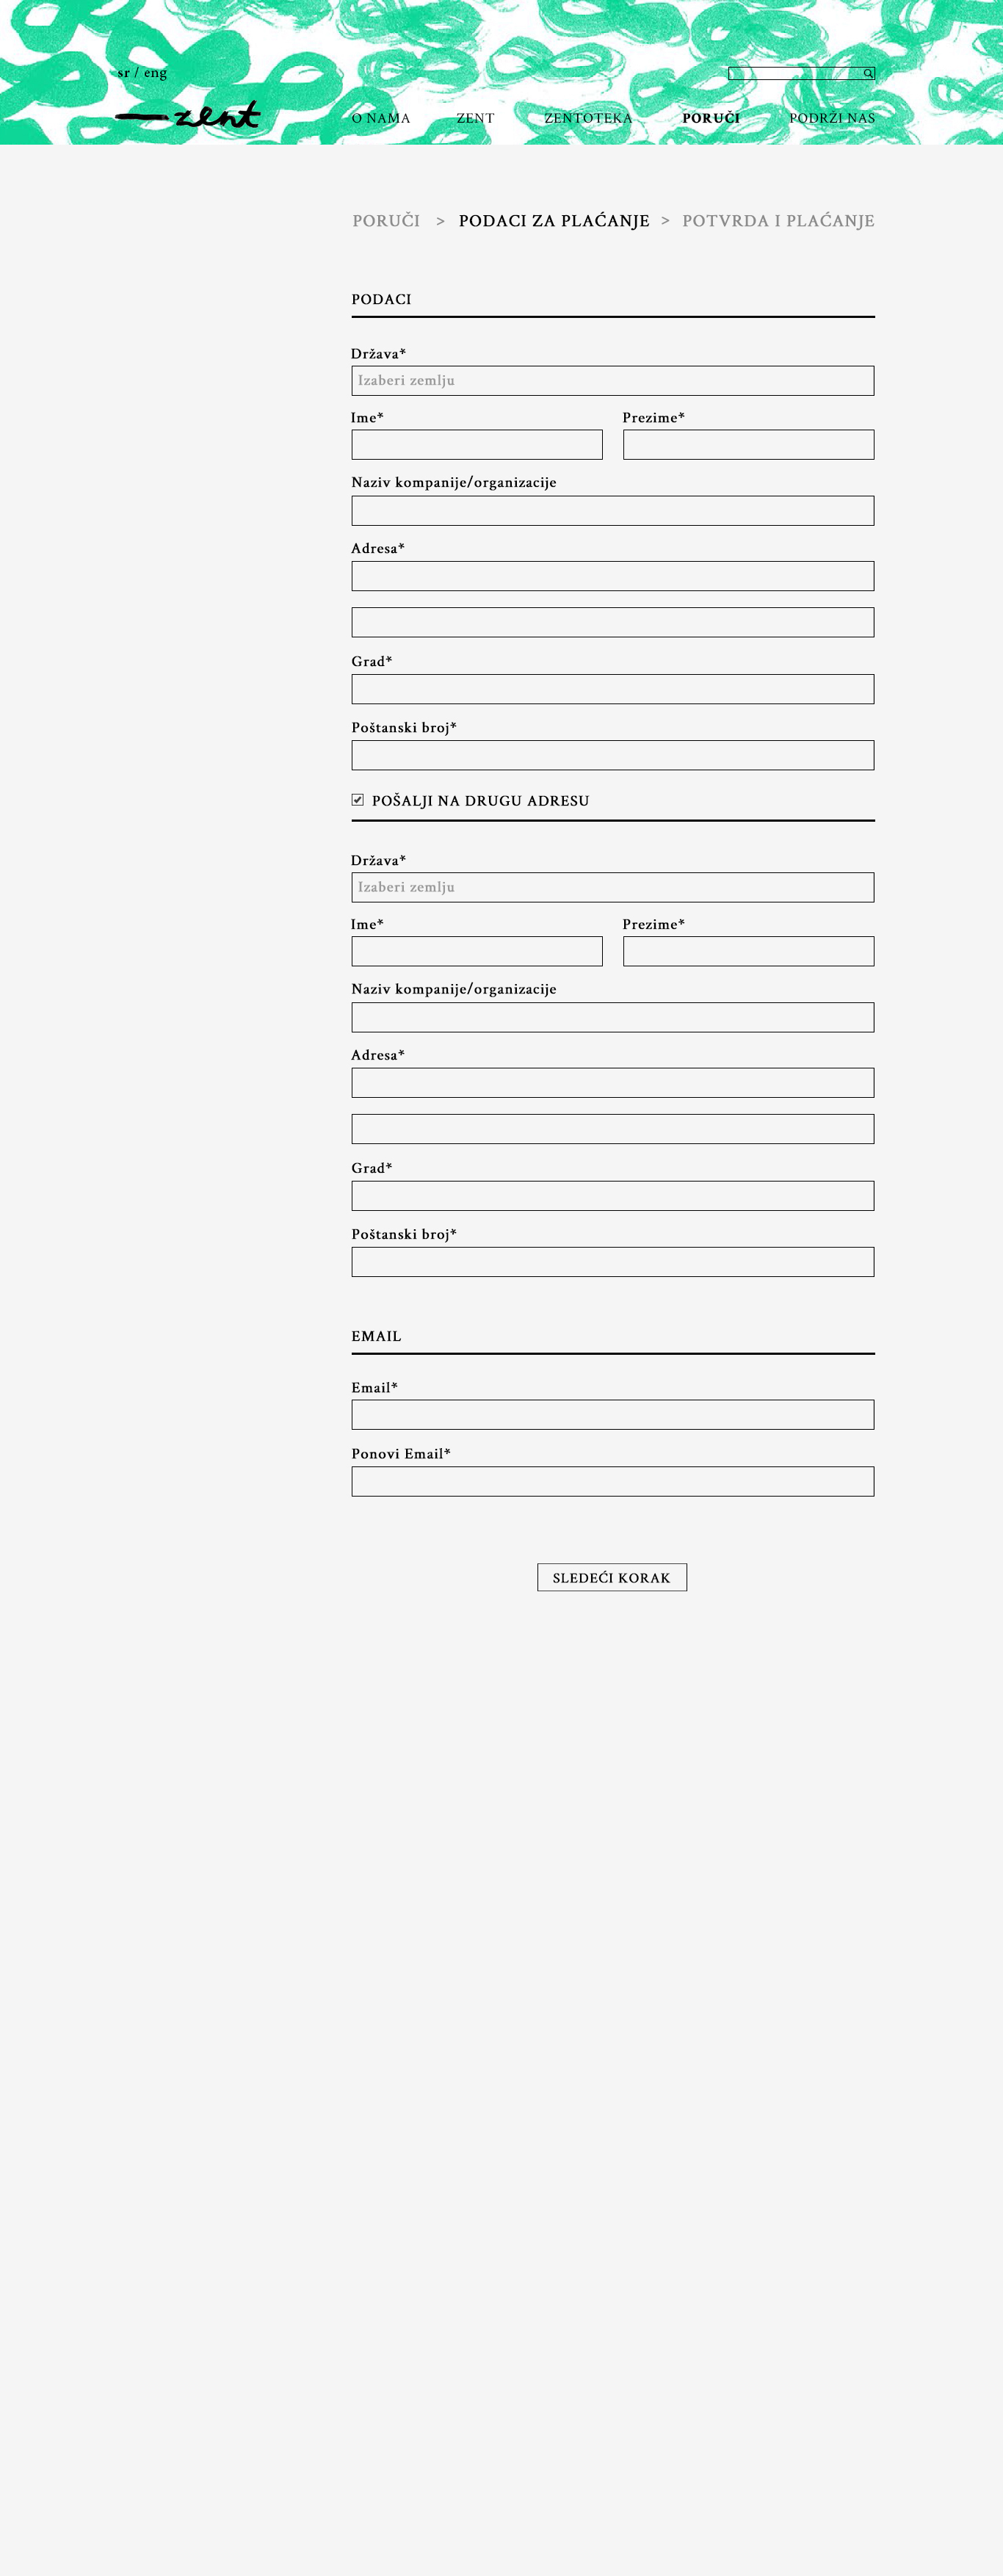 sr / eng
zent
O NAMA ZENT ZENTOTEKA PORUČI PODRŽI NAS
PORUČI > PODACI ZA PLAĆANJE > POTVRDA I PLAĆANJE
PODACI
Država*
Izaberi zemlju
Ime* Prezime*
Naziv kompanije/organizacije
Adresa*
Grad*
Poštanski broj*
POŠALJI NA DRUGU ADRESU
Država*
Izaberi zemlju
Ime* Prezime*
Naziv kompanije/organizacije
Adresa*
Grad*
Poštanski broj*
EMAIL
Email*
Ponovi Email*
SLEDEĆI KORAK